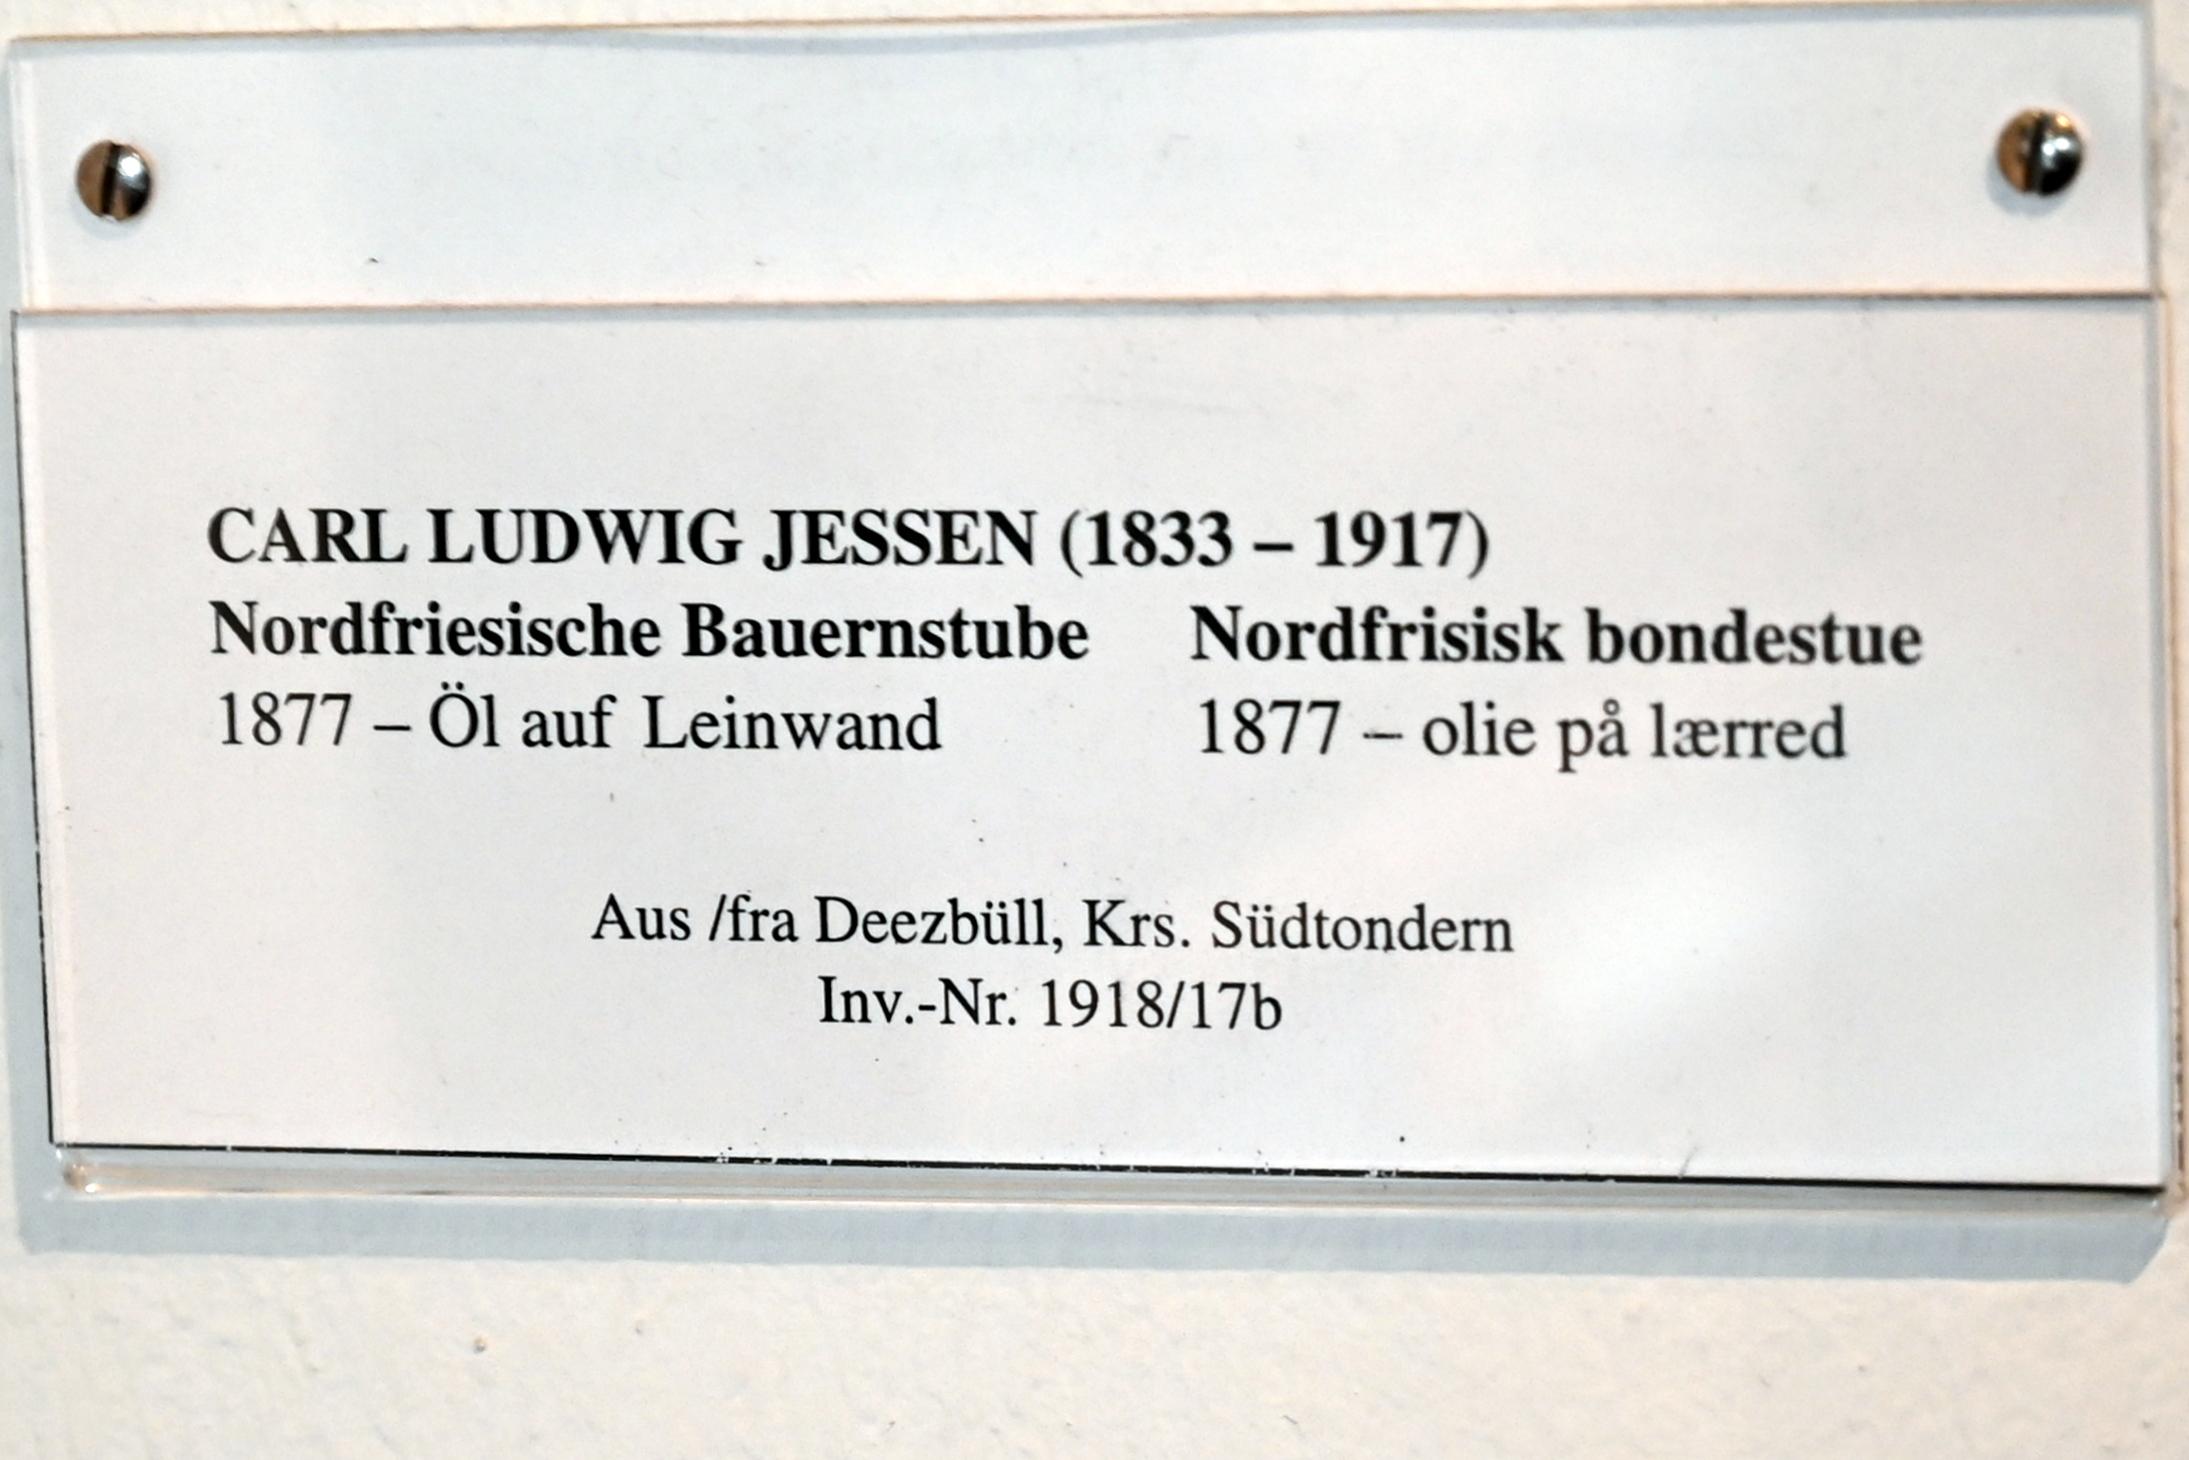 CARL LUDWIG JESSEN (1833 – 1917)
Nordfriesische Bauernstube Nordfrisisk bondestue
1877 – Öl auf Leinwand 1877 – olie på lærred
Aus /fra Deezbüll, Krs. Südtondern
Inv.-Nr. 1918/17b